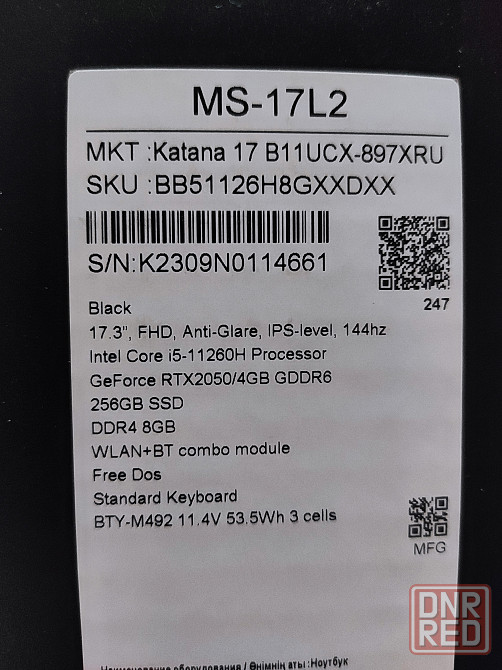 MS-17L2
MKT :Katana 17 B11UCX-897XRU
SKU :BB51126H8GXXDXX
S/N:K2309N0114661
247
Black
17.3", FHD, Anti-Glare, IPS-level, 144hz
Intel Core i5-11260H Processor
GeForce RTX2050/4GB GDDR6
256GB SSD
DDR4 8GB
WLAN+BT combo module
Free Dos
Standard Keyboard
BTY-M492 11.4V 53.5Wh 3 cells
MFG
Наименование оборудования / Өнімнің аты :Ноутбук
DNR
RED